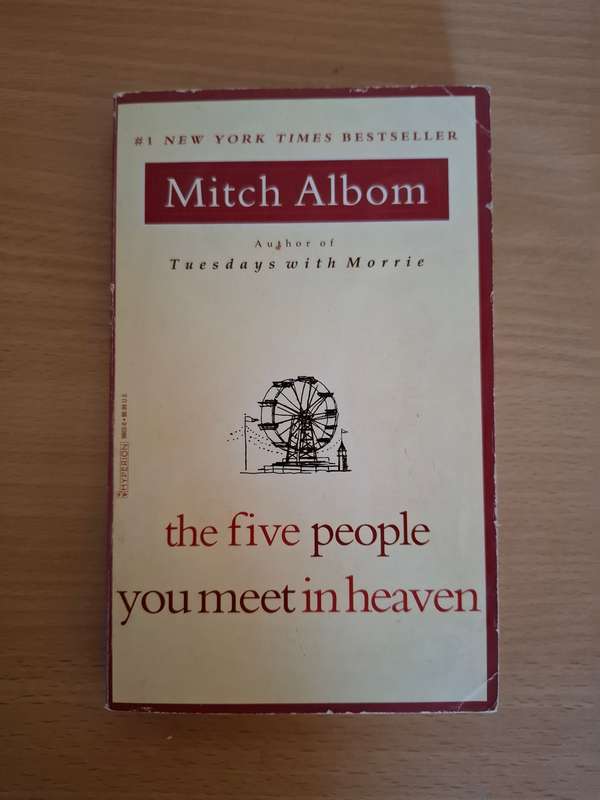 #1 NEW YORK TIMES BESTSELLER
Mitch Albom
Author of
Tuesdays with Morrie
HYPERION
the five people
you meet in heaven